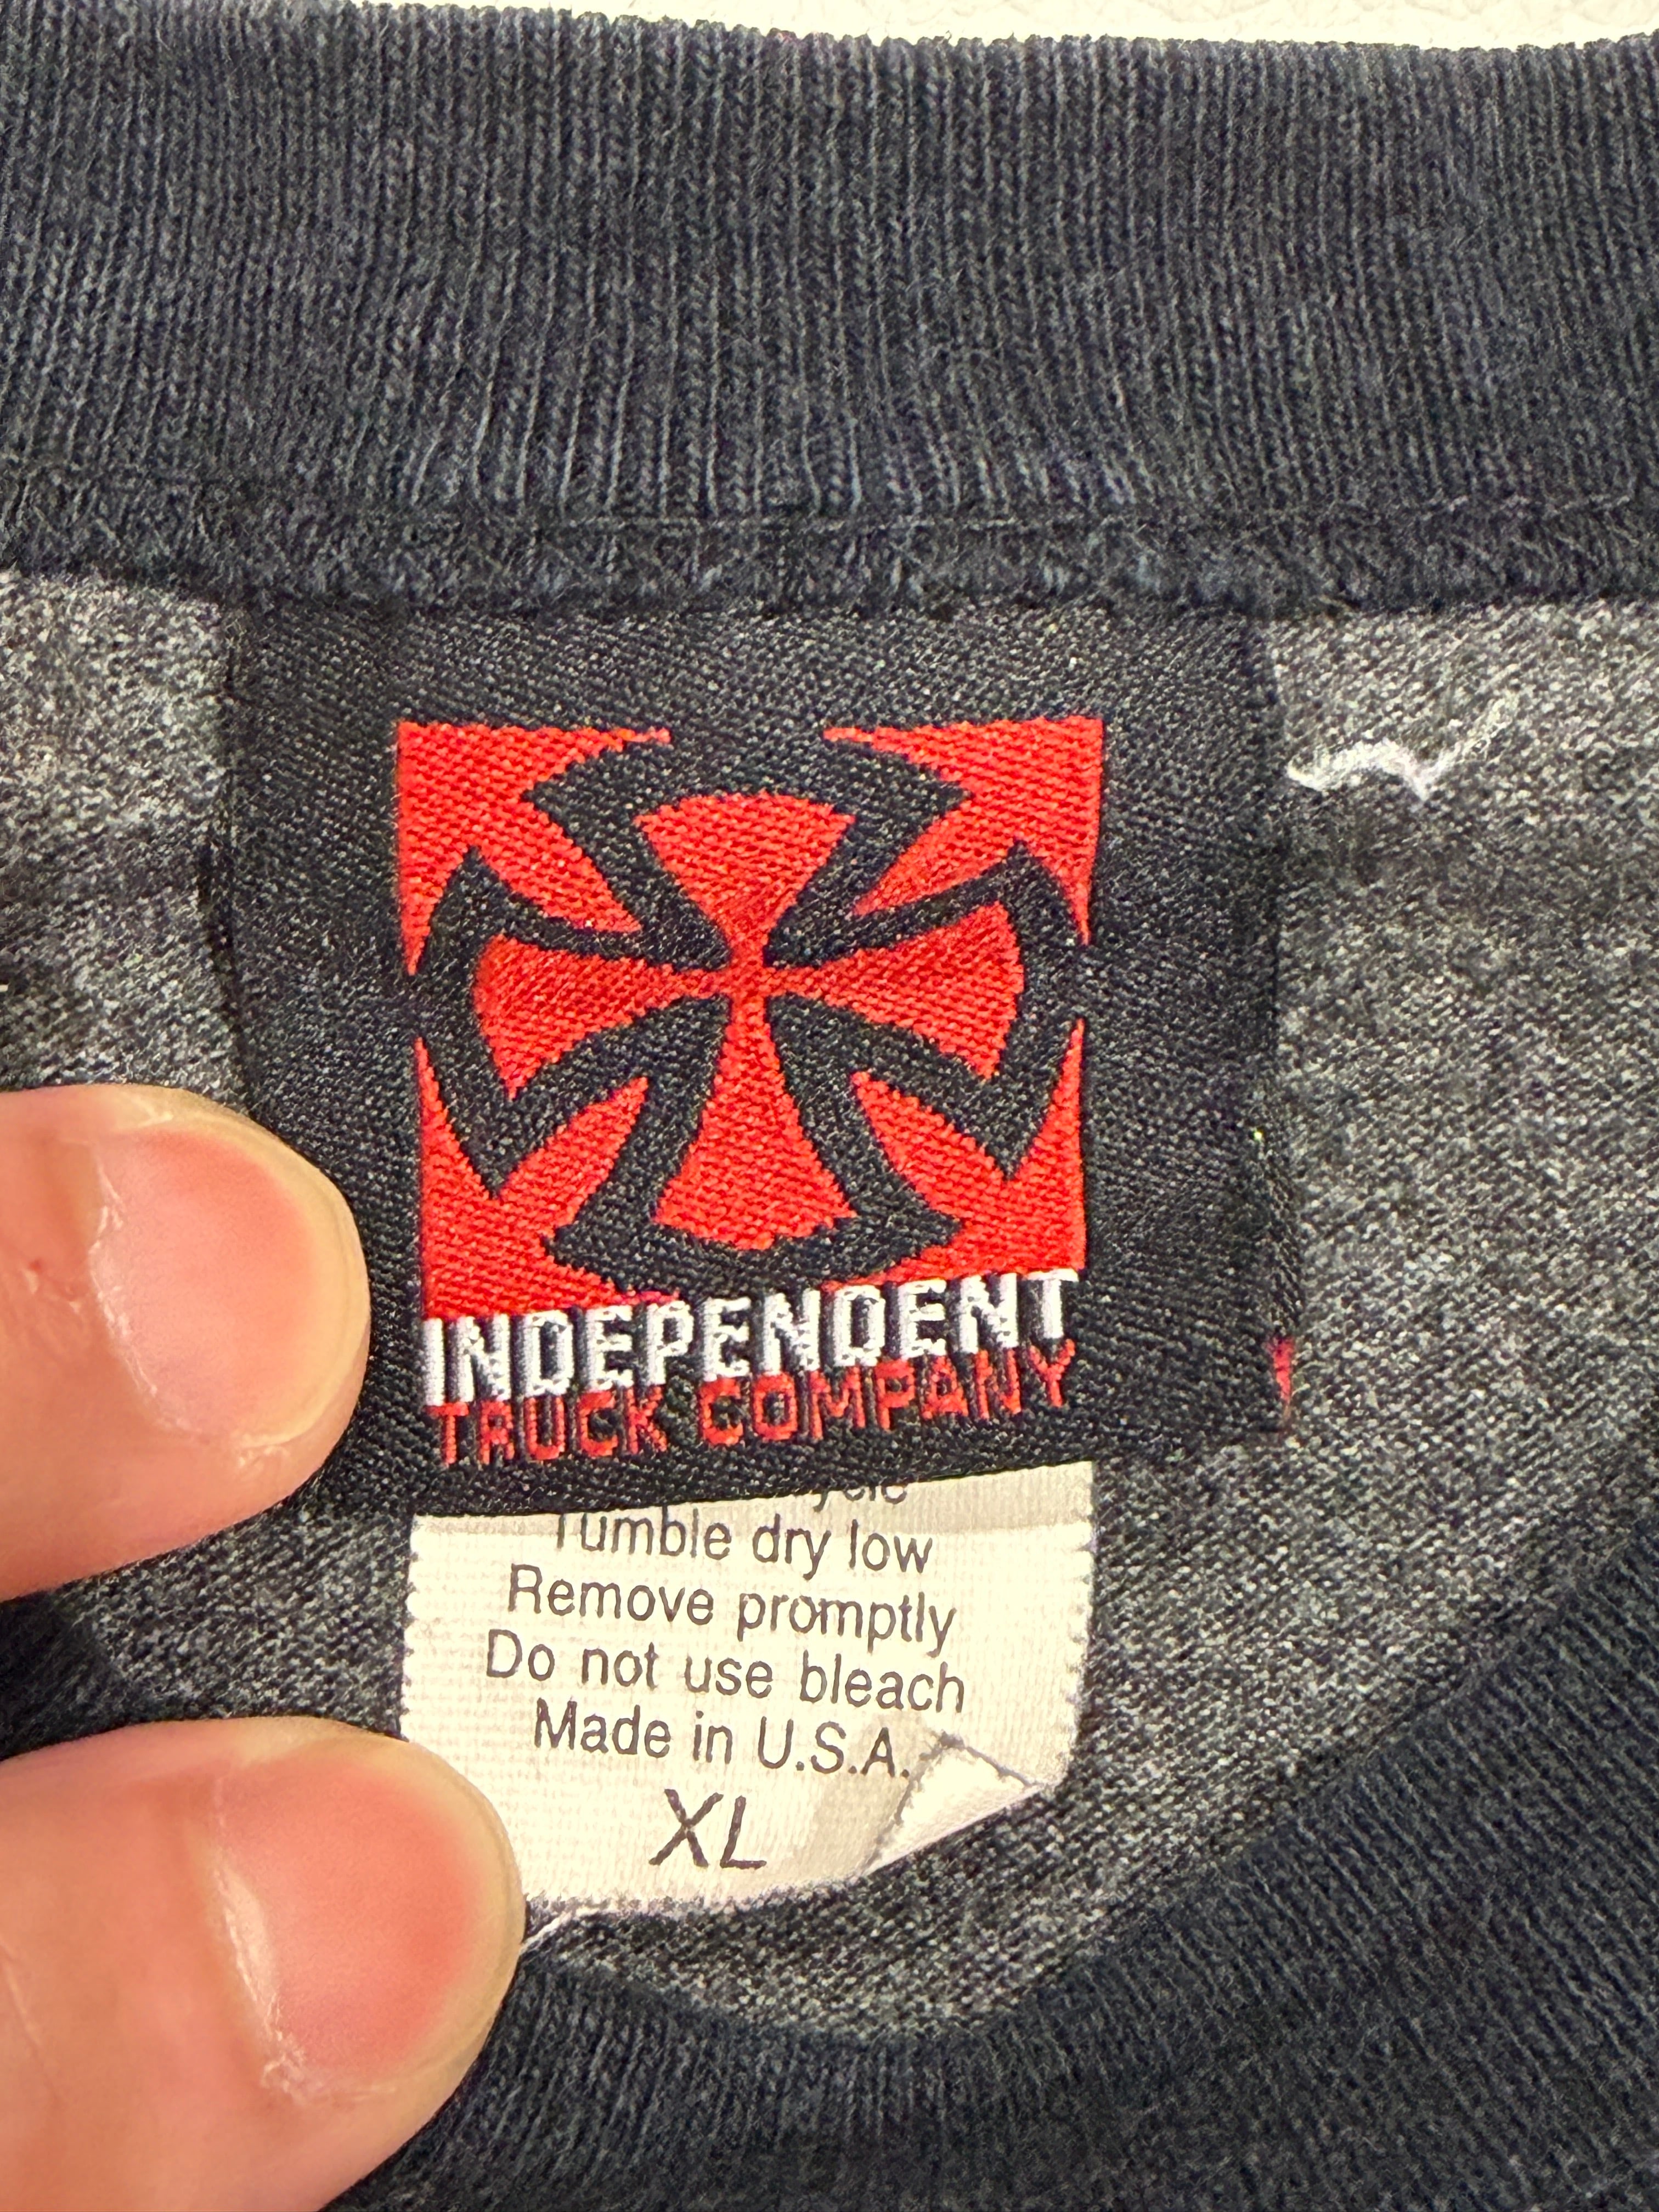 INDEPENDENT
TRUCK COMPANY
Tumble dry low
Remove promptly
Do not use bleach
Made in U.S.A.
XL